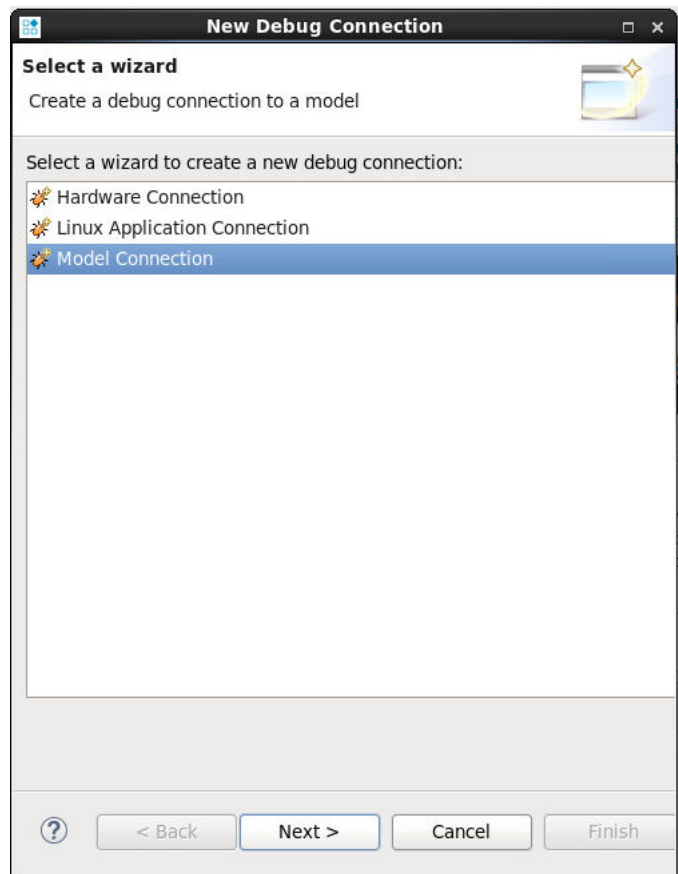 New Debug Connection
Select a wizard
Create a debug connection to a model
Select a wizard to create a new debug connection:
Hardware Connection
Linux Application Connection
Model Connection
?
< Back Next > Cancel Finish